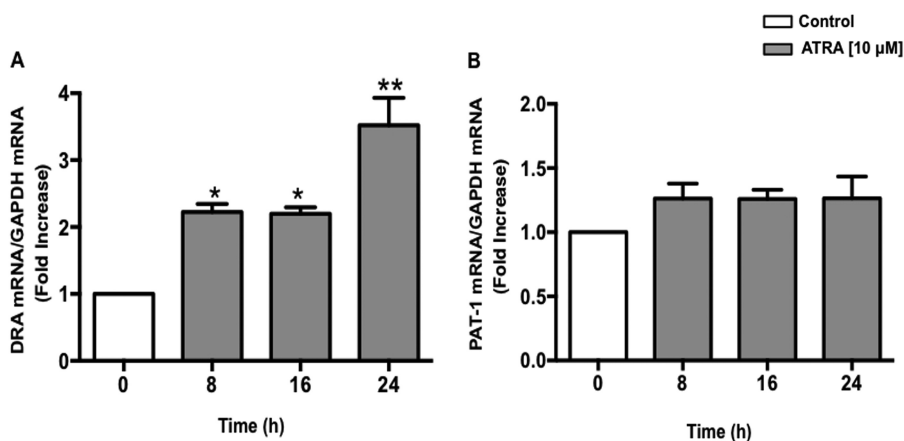 Control
ATRA [10 µM]
A
DRA mRNA/GAPDH mRNA
(Fold Increase)
4
3
2
1
0
*
*
**
0 8 16 24
Time (h)
B
PAT-1 mRNA/GAPDH mRNA
(Fold Increase)
2.0
1.5
1.0
0.5
0.0
0 8 16 24
Time (h)